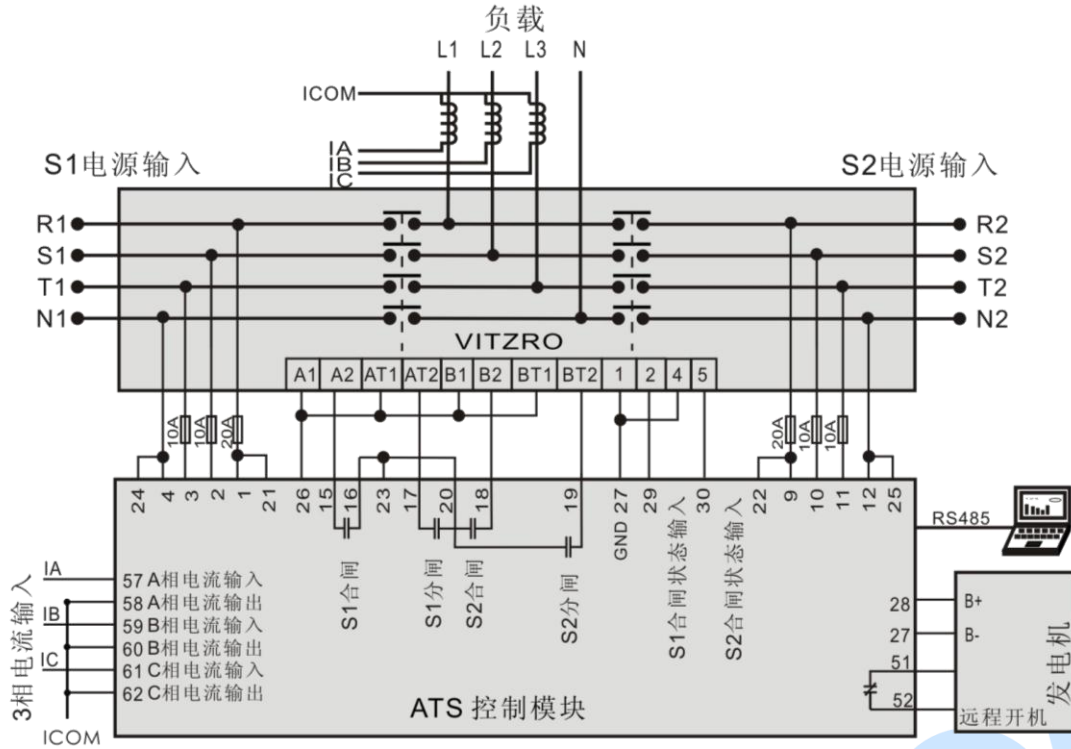 负载
L1 L2 L3 N
ICOM
IA
IB
IC
S1电源输入 S2电源输入
R1 R2
S1 S2
T1 T2
N1 N2
VITZRO
A1 A2 AT1 AT2 B1 B2 BT1 BT2 1 2 4 5
10A 10A 20A 20A 10A 10A
24 4 3 2 1 21 26 15 16 23 17 20 18 19 27 29 30 22 9 10 11 12 25
GND
S1合闸
S1分闸
S2合闸
S2分闸
S1合闸状态输入
S2合闸状态输入
RS485
3相电流输入
IA
57 A相电流输入
58 A相电流输出
IB
59 B相电流输入
60 B相电流输出
IC
61 C相电流输入
62 C相电流输出
ICOM
ATS 控制模块
28 B+
27 B-
51
52
远程开机
发电机